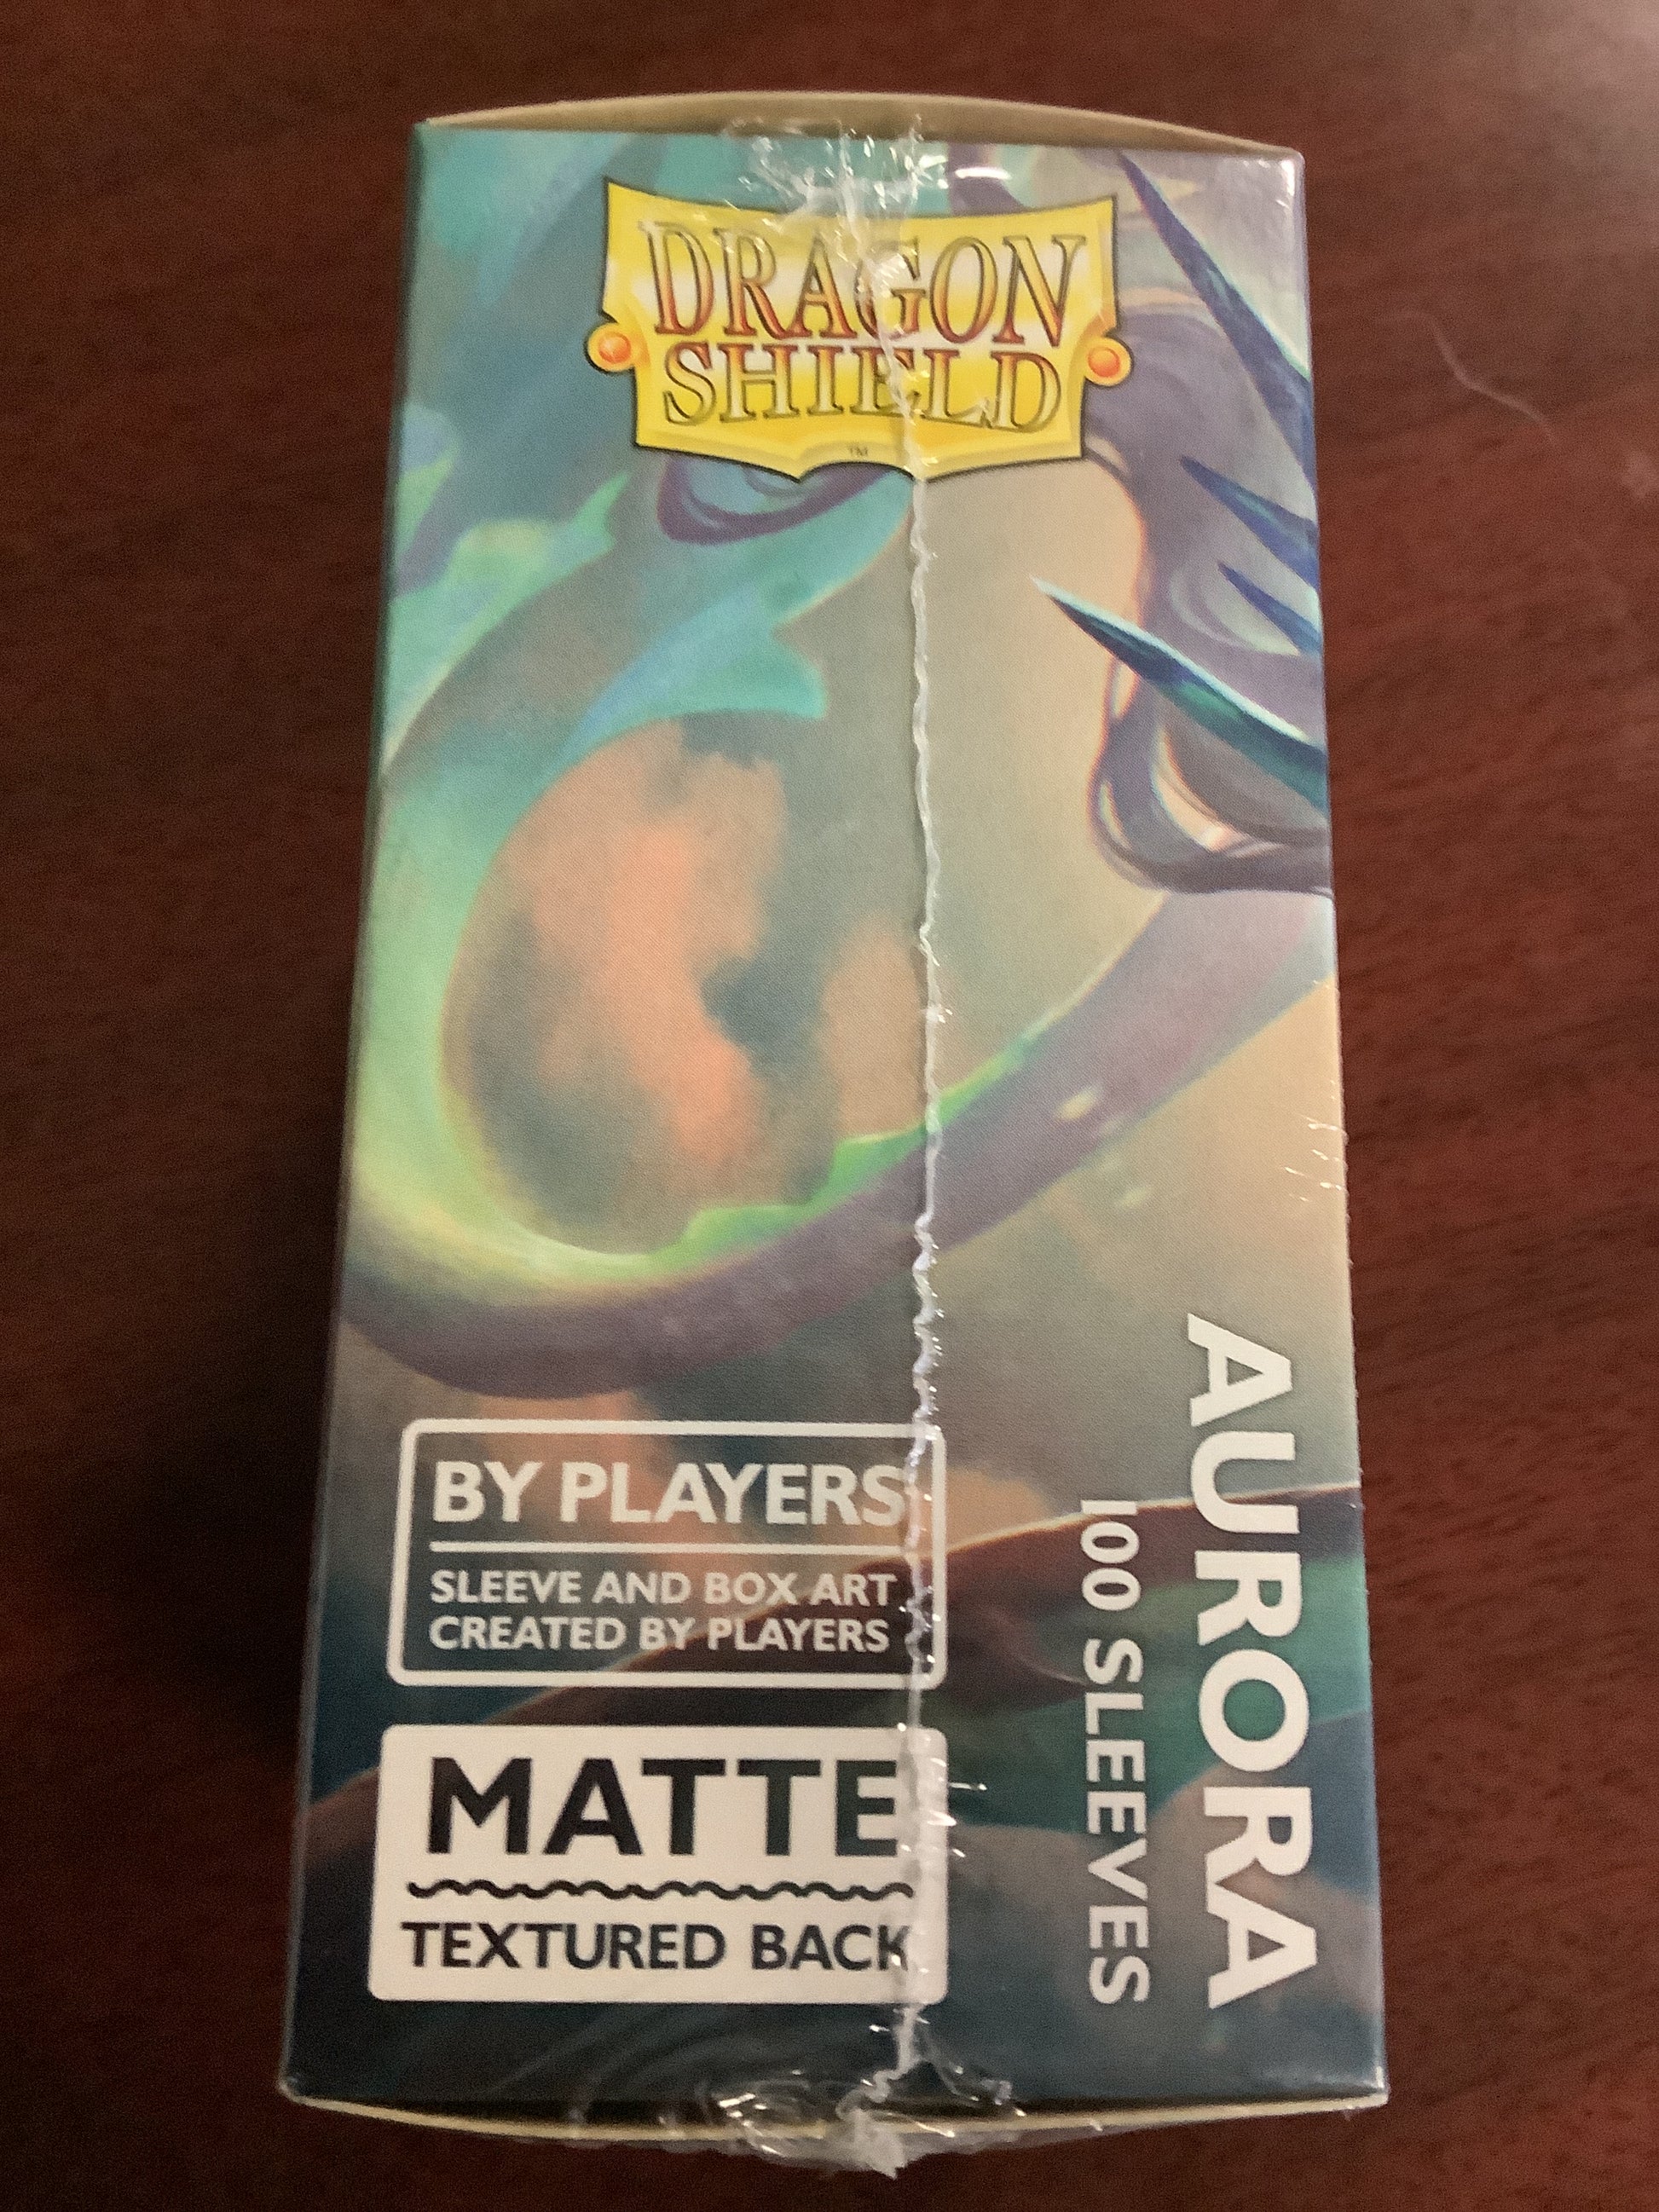 DRAGON
SHIELD
™
AURORA
100 SLEEVES
BY PLAYERS
SLEEVE AND BOX ART
CREATED BY PLAYERS
MATTE
TEXTURED BACK